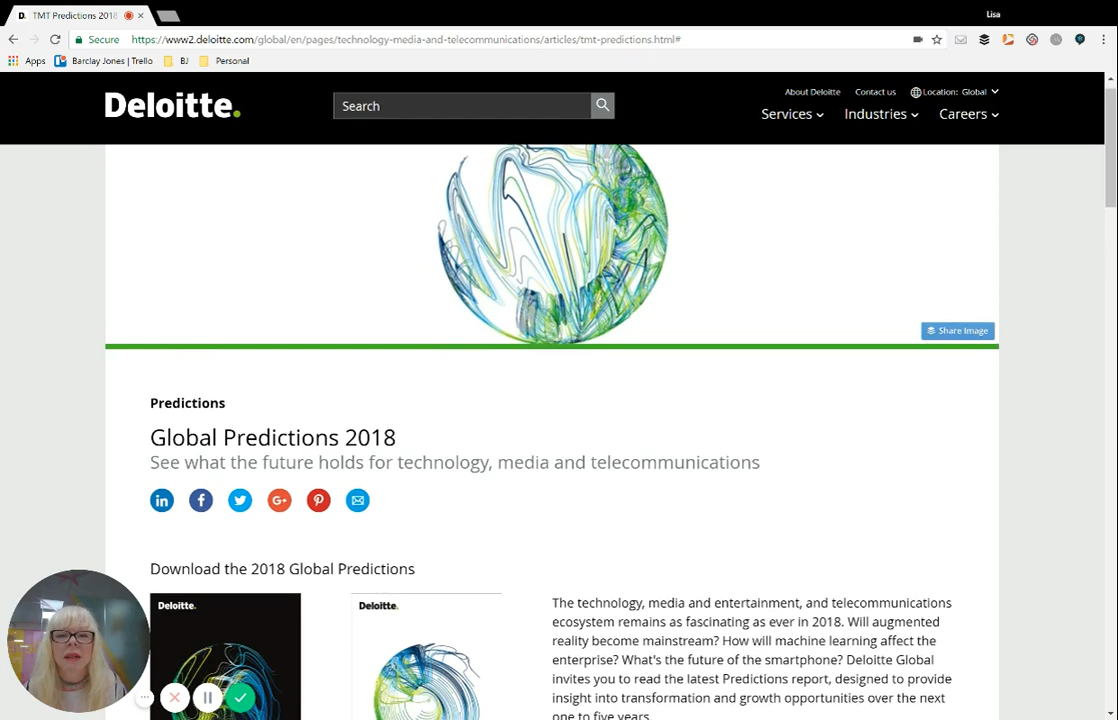 D. TMT Predictions 2018
Lisa
Secure
https://www2.deloitte.com/global/en/pages/technology-media-and-telecommunications/articles/tmt-predictions.html#
Apps
Barclay Jones | Trello
BJ
Personal
Deloitte.
Search
About Deloitte
Contact us
Location: Global
Services
Industries
Careers
Share Image
Predictions
Global Predictions 2018
See what the future holds for technology, media and telecommunications
in
f
G+
Download the 2018 Global Predictions
Deloitte.
Deloitte.
The technology, media and entertainment, and telecommunications
ecosystem remains as fascinating as ever in 2018. Will augmented
reality become mainstream? How will machine learning affect the
enterprise? What's the future of the smartphone? Deloitte Global
invites you to read the latest Predictions report, designed to provide
insight into transformation and growth opportunities over the next
one to five years.